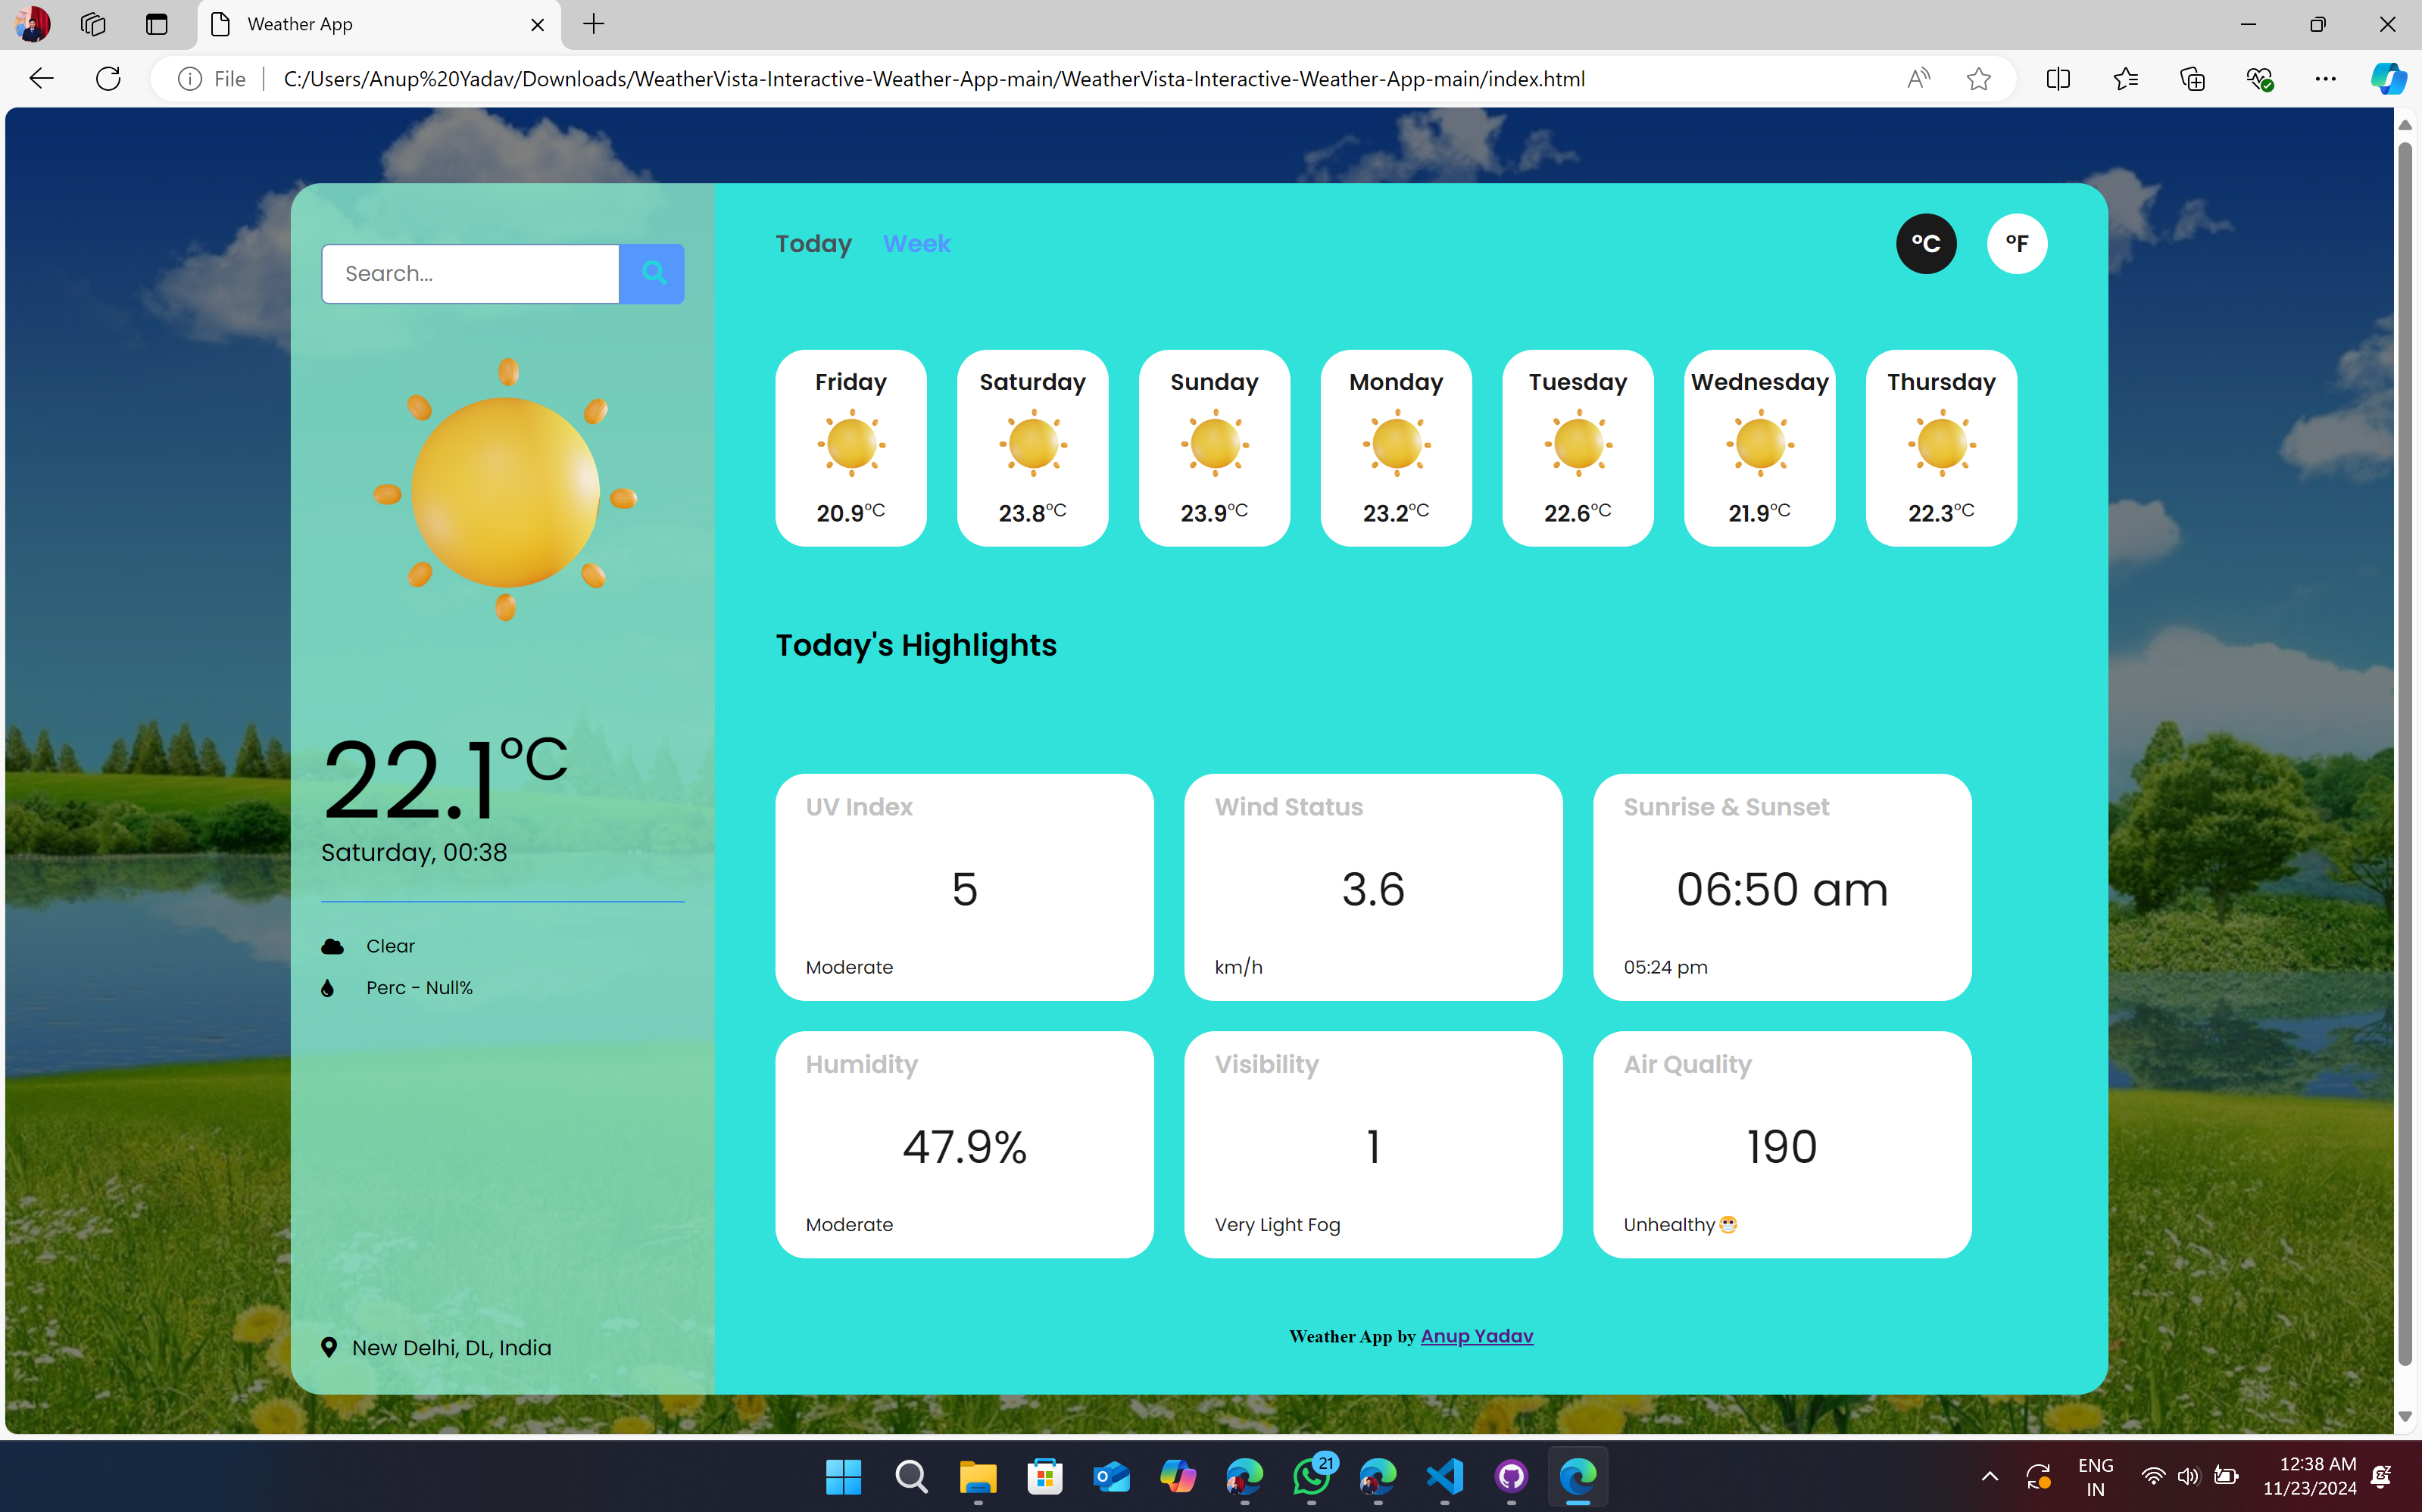 Weather App
File
C:/Users/Anup%20Yadav/Downloads/WeatherVista-Interactive-Weather-App-main/WeatherVista-Interactive-Weather-App-main/index.html
Search...
22.1°C
Saturday, 00:38
Clear
Perc - Null%
New Delhi, DL, India
Today Week
°C °F
Friday Saturday Sunday Monday Tuesday Wednesday Thursday
20.9°C 23.8°C 23.9°C 23.2°C 22.6°C 21.9°C 22.3°C
Today's Highlights
UV Index
5
Moderate
Wind Status
3.6
km/h
Sunrise & Sunset
06:50 am
05:24 pm
Humidity
47.9%
Moderate
Visibility
1
Very Light Fog
Air Quality
190
Unhealthy😷
Weather App by Anup Yadav
21
ENG
IN
12:38 AM
11/23/2024